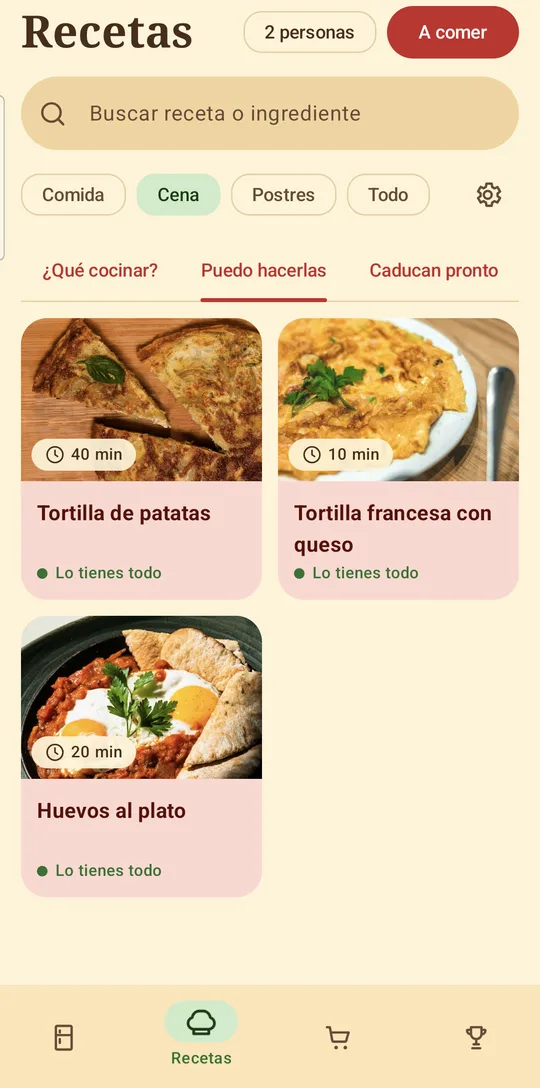 Recetas
2 personas
A comer
Buscar receta o ingrediente
Comida
Cena
Postres
Todo
¿Qué cocinar?
Puedo hacerlas
Caducan pronto
40 min
10 min
Tortilla de patatas
Tortilla francesa con
queso
Lo tienes todo
Lo tienes todo
20 min
Huevos al plato
Lo tienes todo
Recetas